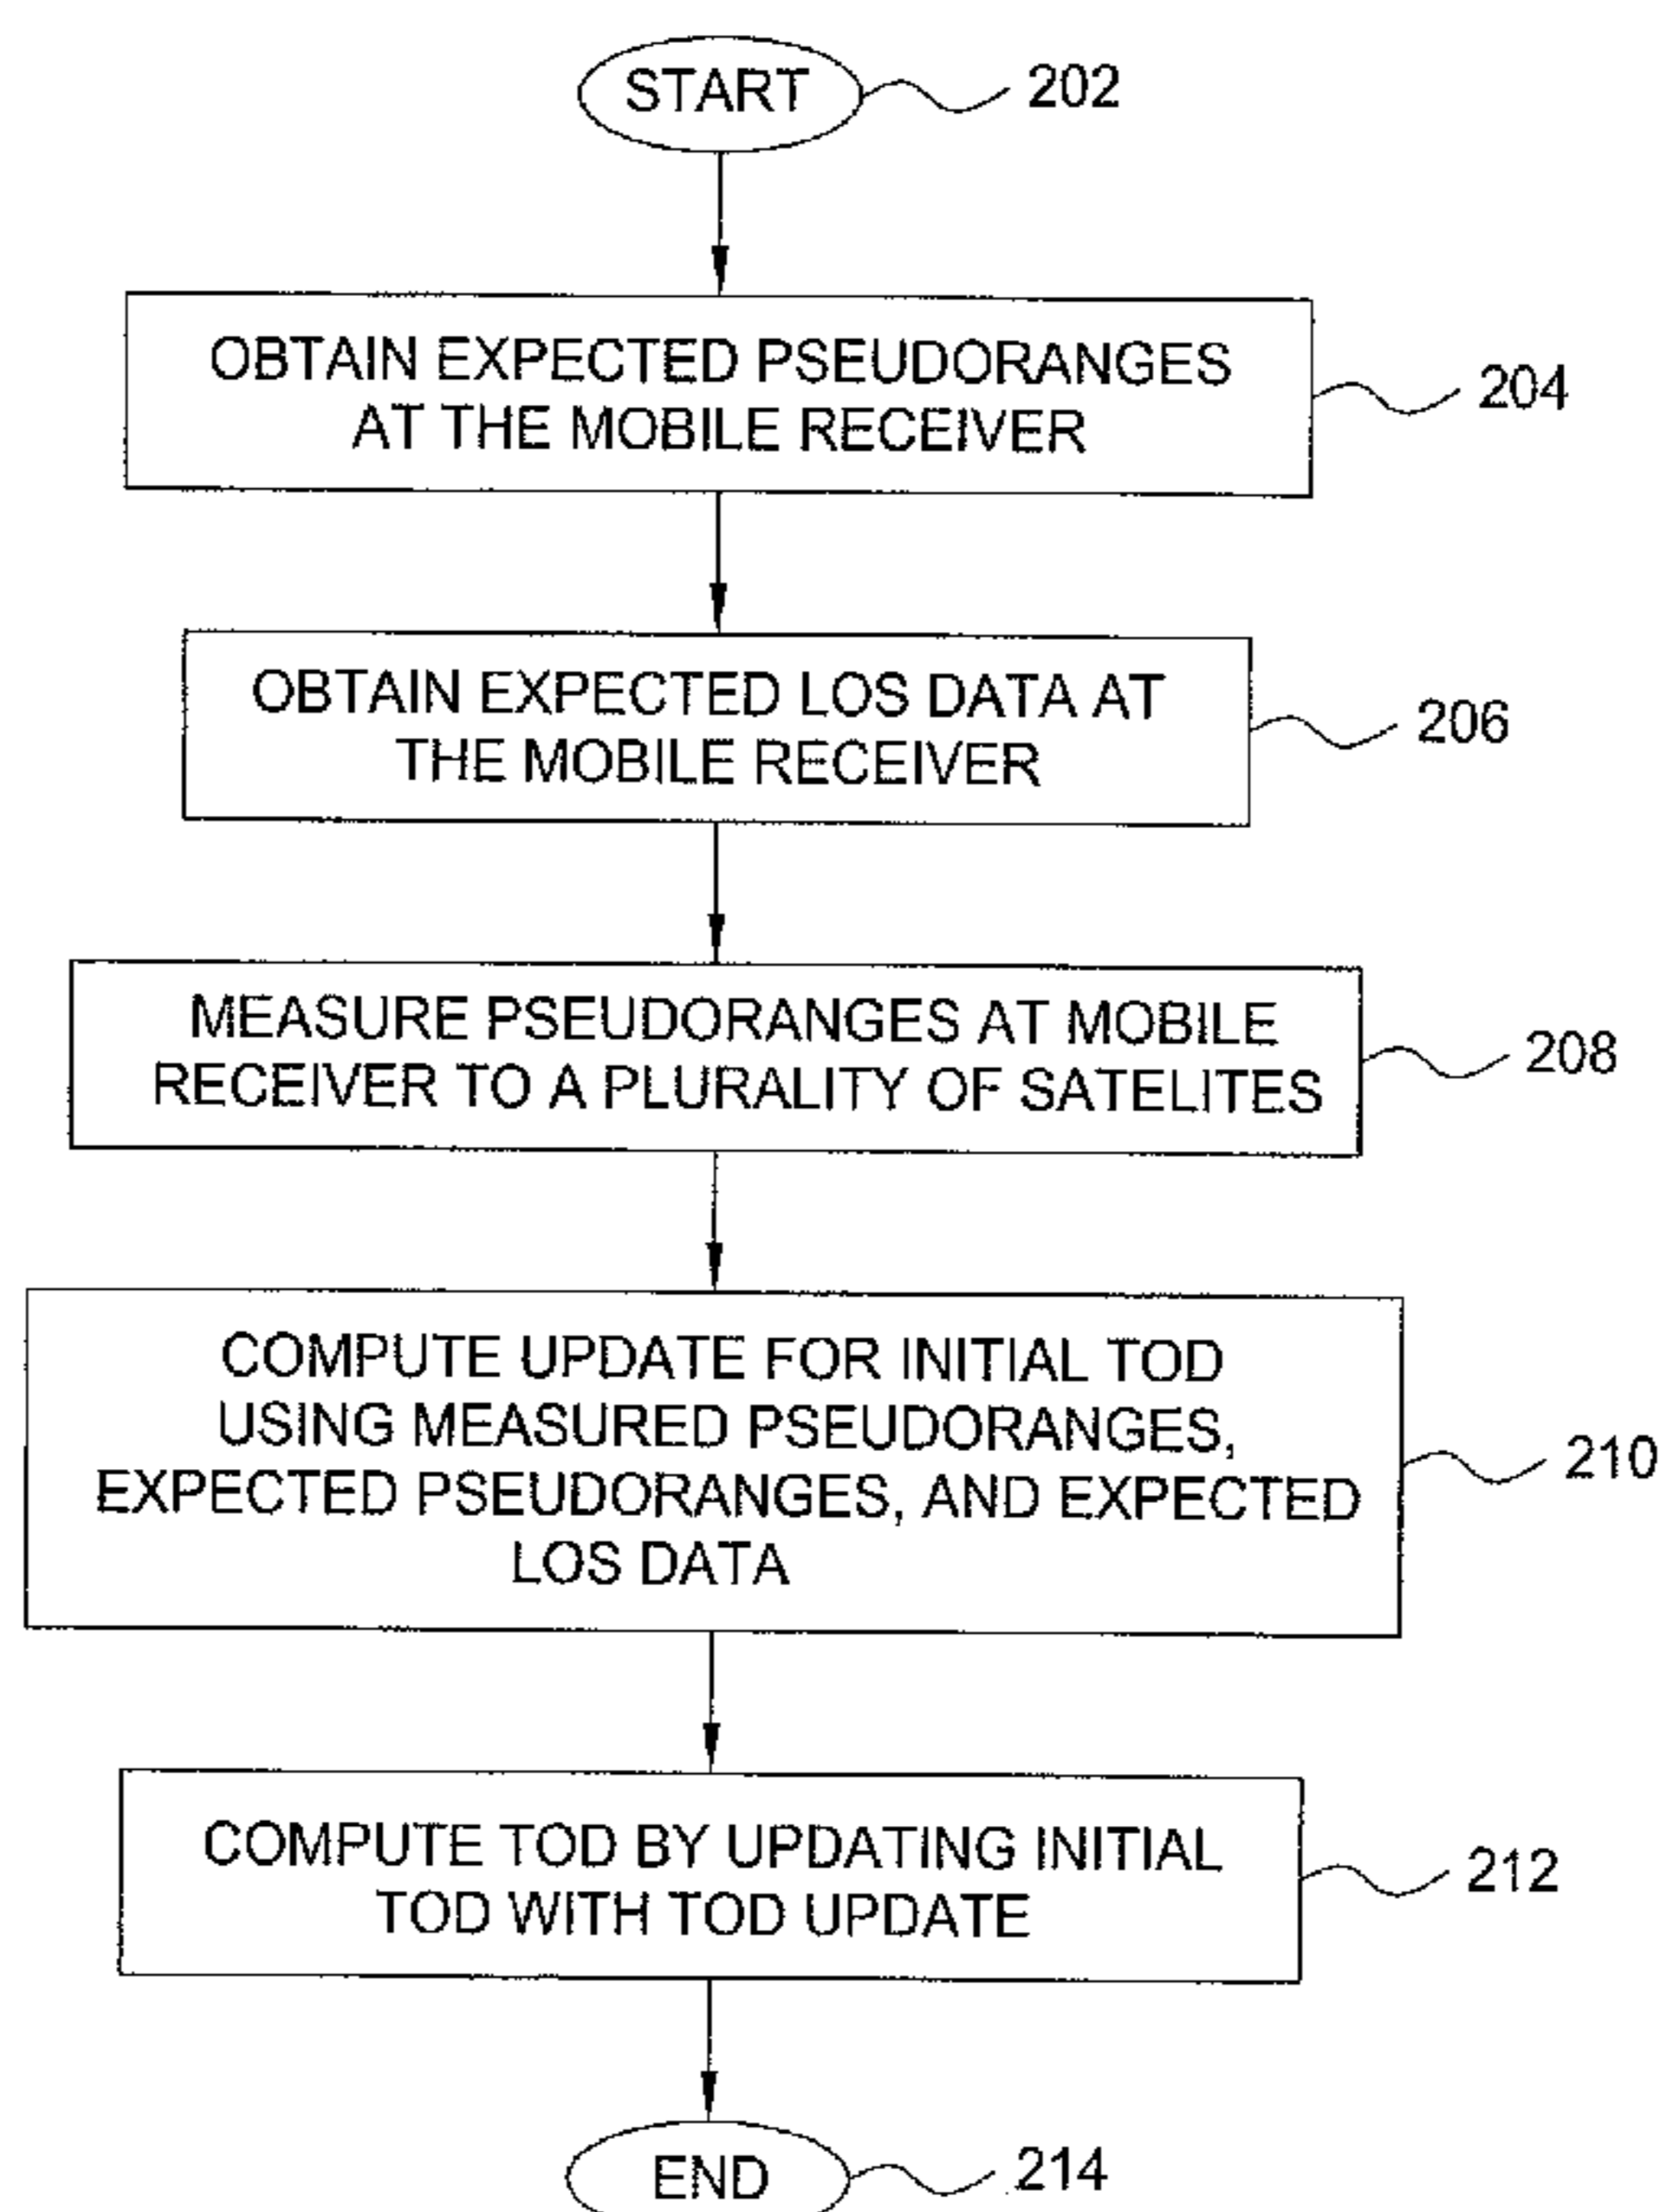 START
202
OBTAIN EXPECTED PSEUDORANGES
AT THE MOBILE RECEIVER
204
OBTAIN EXPECTED LOS DATA AT
THE MOBILE RECEIVER
206
MEASURE PSEUDORANGES AT MOBILE
RECEIVER TO A PLURALITY OF SATELITES
208
COMPUTE UPDATE FOR INITIAL TOD
USING MEASURED PSEUDORANGES,
EXPECTED PSEUDORANGES, AND EXPECTED
LOS DATA
210
COMPUTE TOD BY UPDATING INITIAL
TOD WITH TOD UPDATE
212
END
214